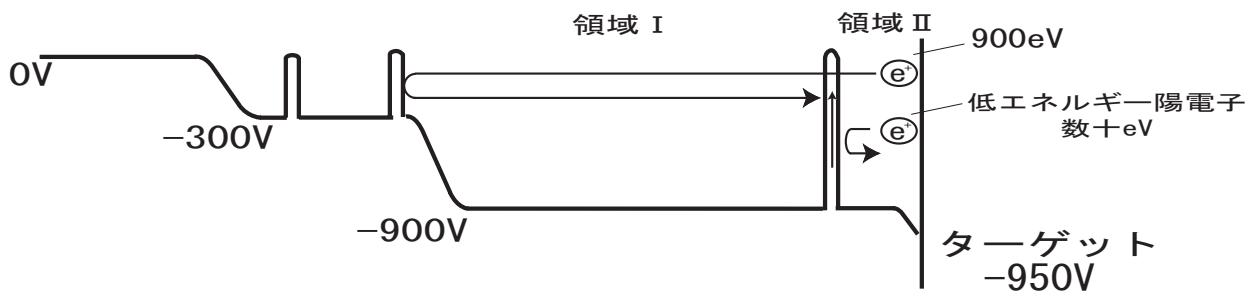 領域 I
領域 II
900eV
0V
e⁺
低エネルギー陽電子
数十eV
e⁺
−300V
−900V
ターゲット
−950V